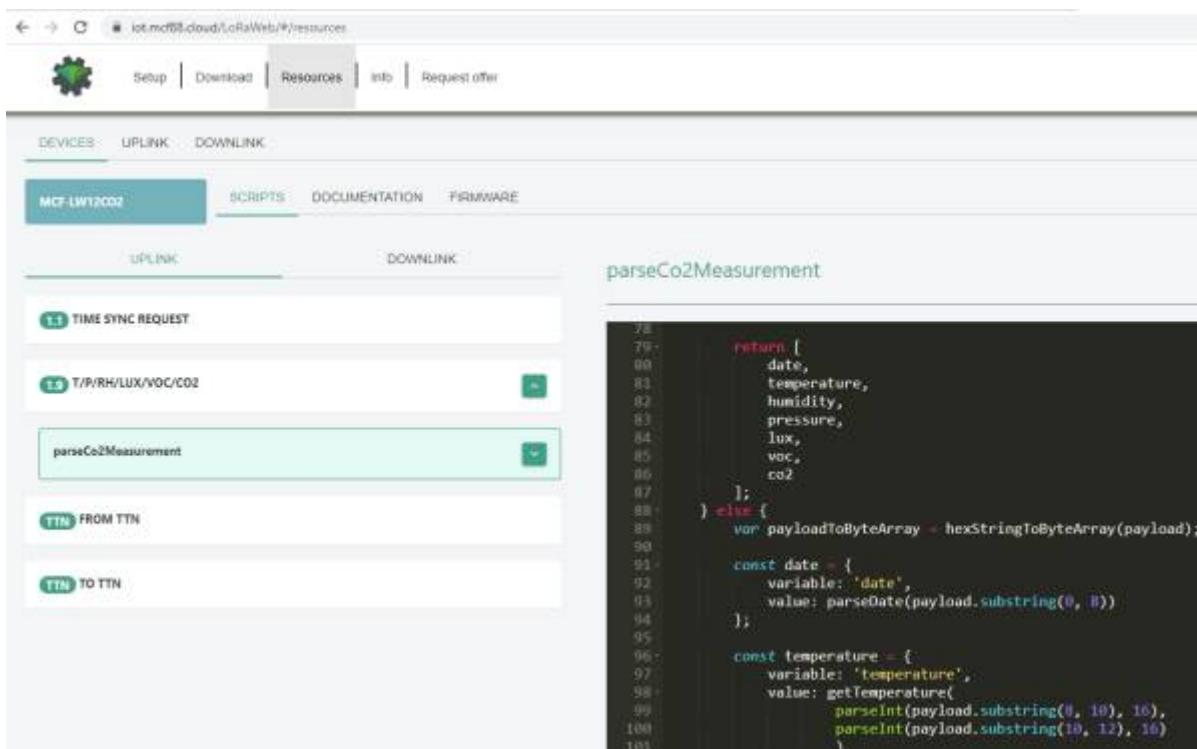 iot.mcf88.cloud/LoRaWeb/#/resources
Setup Download Resources Info Request offer
DEVICES UPLINK DOWNLINK
MCF-LW12CO2 SCRIPTS DOCUMENTATION FIRMWARE
UPLINK DOWNLINK
parseCo2Measurement
1.1 TIME SYNC REQUEST
1.9 T/P/RH/LUX/VOC/CO2
parseCo2Measurement
TTN FROM TTN
TTN TO TTN
78
79 return [
80 date,
81 temperature,
82 humidity,
83 pressure,
84 lux,
85 voc,
86 co2
87 ];
88 } else {
89 var payloadToByteArray = hexStringToByteArray(payload);
90
91 const date = {
92 variable: 'date',
93 value: parseDate(payload.substring(0, 8))
94 };
95
96 const temperature = {
97 variable: 'temperature',
98 value: getTemperature(
99 parseInt(payload.substring(8, 10), 16),
100 parseInt(payload.substring(10, 12), 16)
101 )